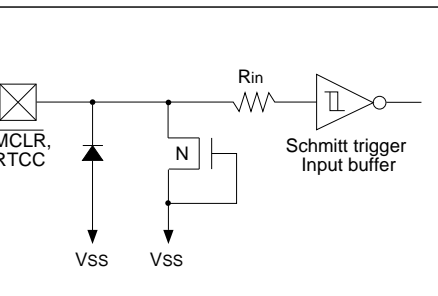 Rin
MCLR,
RTCC
N
Schmitt trigger
Input buffer
VSS VSS